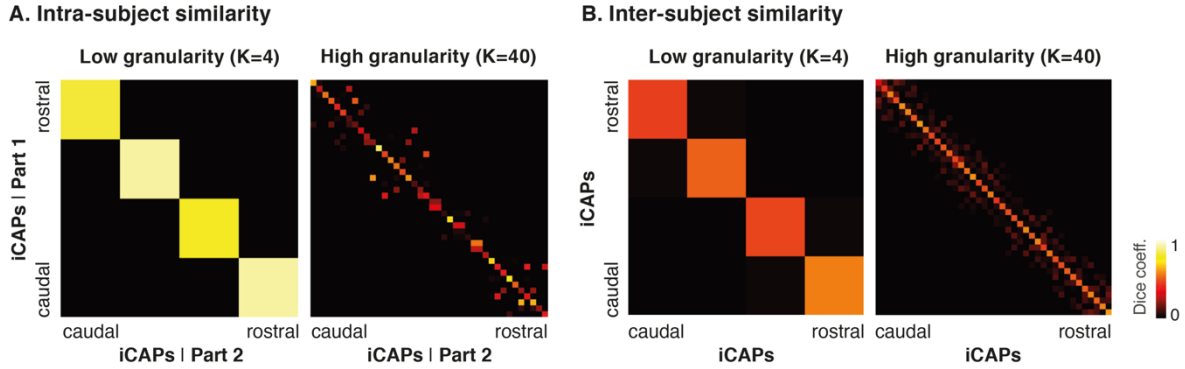 A. Intra-subject similarity
Low granularity (K=4)
High granularity (K=40)
rostral
caudal
iCAPs | Part 1
caudal
rostral
iCAPs | Part 2
caudal
rostral
iCAPs | Part 2
B. Inter-subject similarity
Low granularity (K=4)
High granularity (K=40)
rostral
caudal
iCAPs
caudal
rostral
iCAPs
caudal
rostral
iCAPs
Dice coeff.
1
0